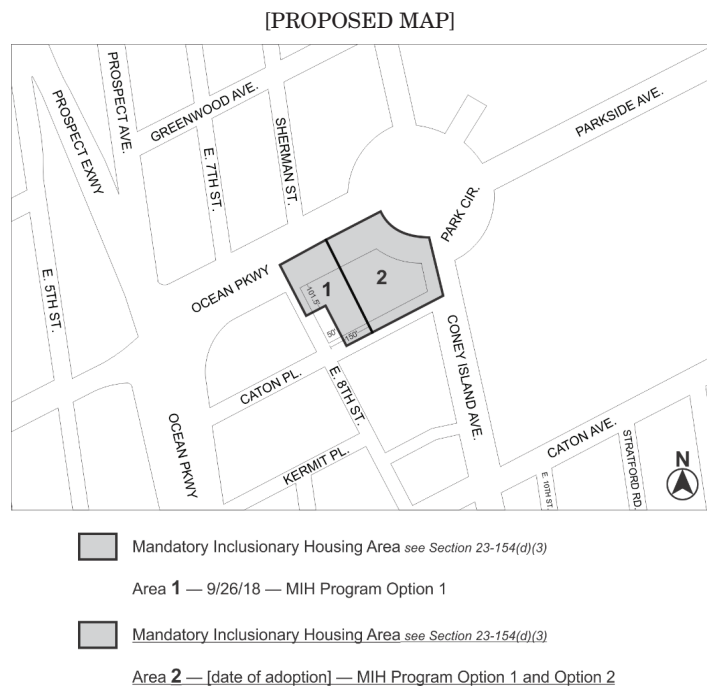 [PROPOSED MAP]
PROSPECT AVE.
PROSPECT EXWY
GREENWOOD AVE.
E. 7TH ST.
SHERMAN ST.
PARKSIDE AVE.
PARK CIR.
E. 5TH ST.
OCEAN PKWY
1
2
101.5'
50'
150'
CATON PL.
E. 8TH ST.
CONEY ISLAND AVE.
OCEAN PKWY
KERMIT PL.
CATON AVE.
E. 10TH ST.
STRATFORD RD.
N
Mandatory Inclusionary Housing Area see Section 23-154(d)(3)
Area 1 — 9/26/18 — MIH Program Option 1
Mandatory Inclusionary Housing Area see Section 23-154(d)(3)
Area 2 — [date of adoption] — MIH Program Option 1 and Option 2